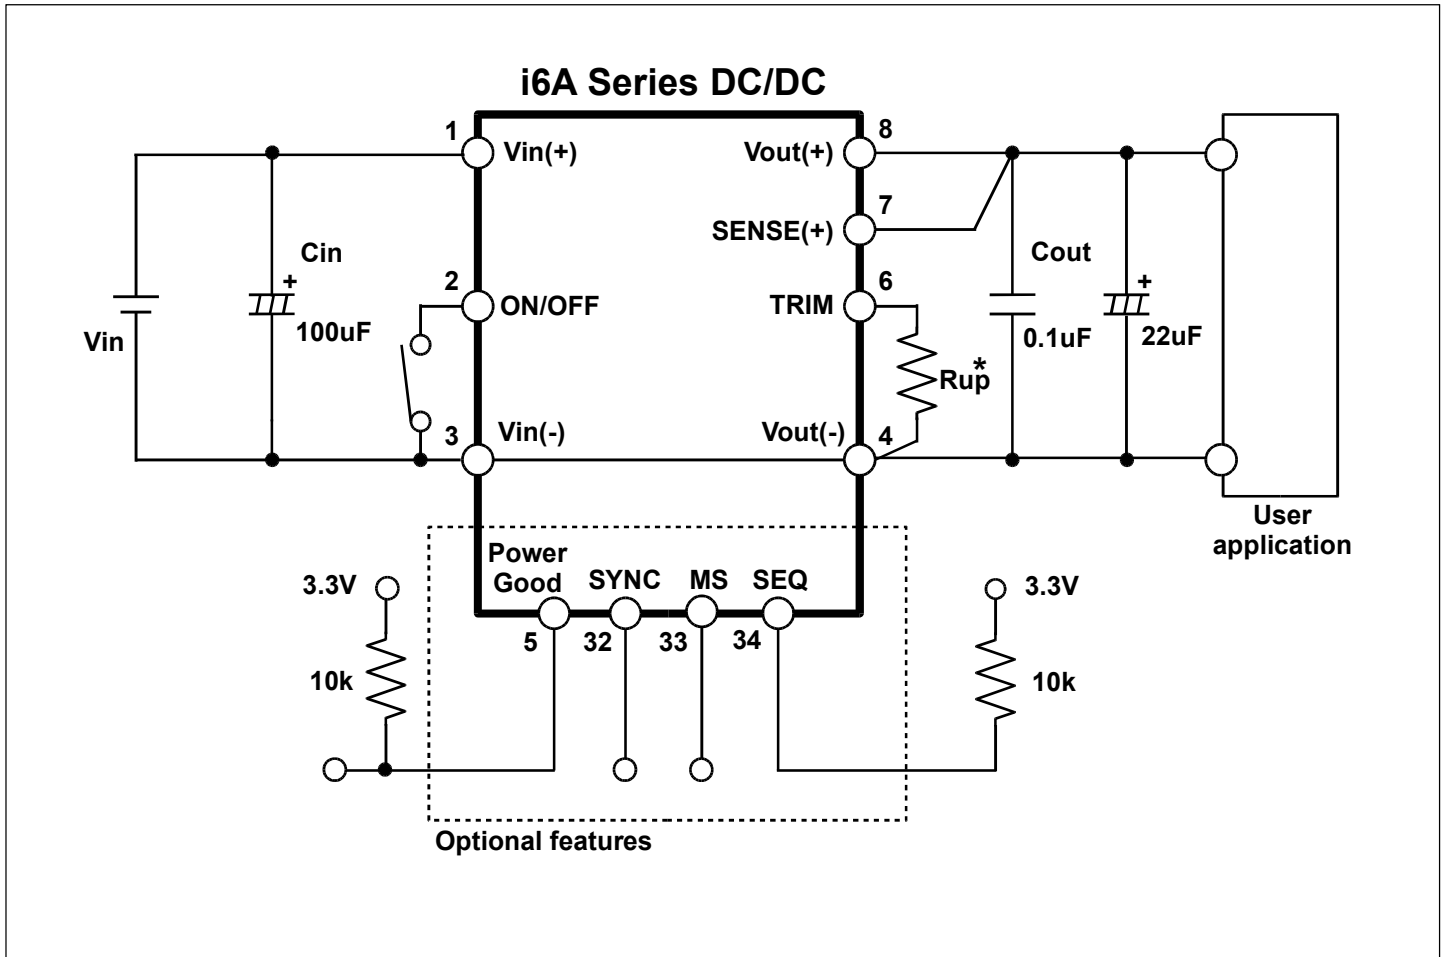 i6A Series DC/DC
1
Vin(+)
Vout(+)
8
7
SENSE(+)
Cin
+
100uF
2
ON/OFF
TRIM
6
Cout
+
0.1uF
22uF
Vin
Rup*
3
Vin(-)
Vout(-)
4
User
application
Power
Good
SYNC
MS
SEQ
3.3V
3.3V
5
32
33
34
10k
10k
Optional features